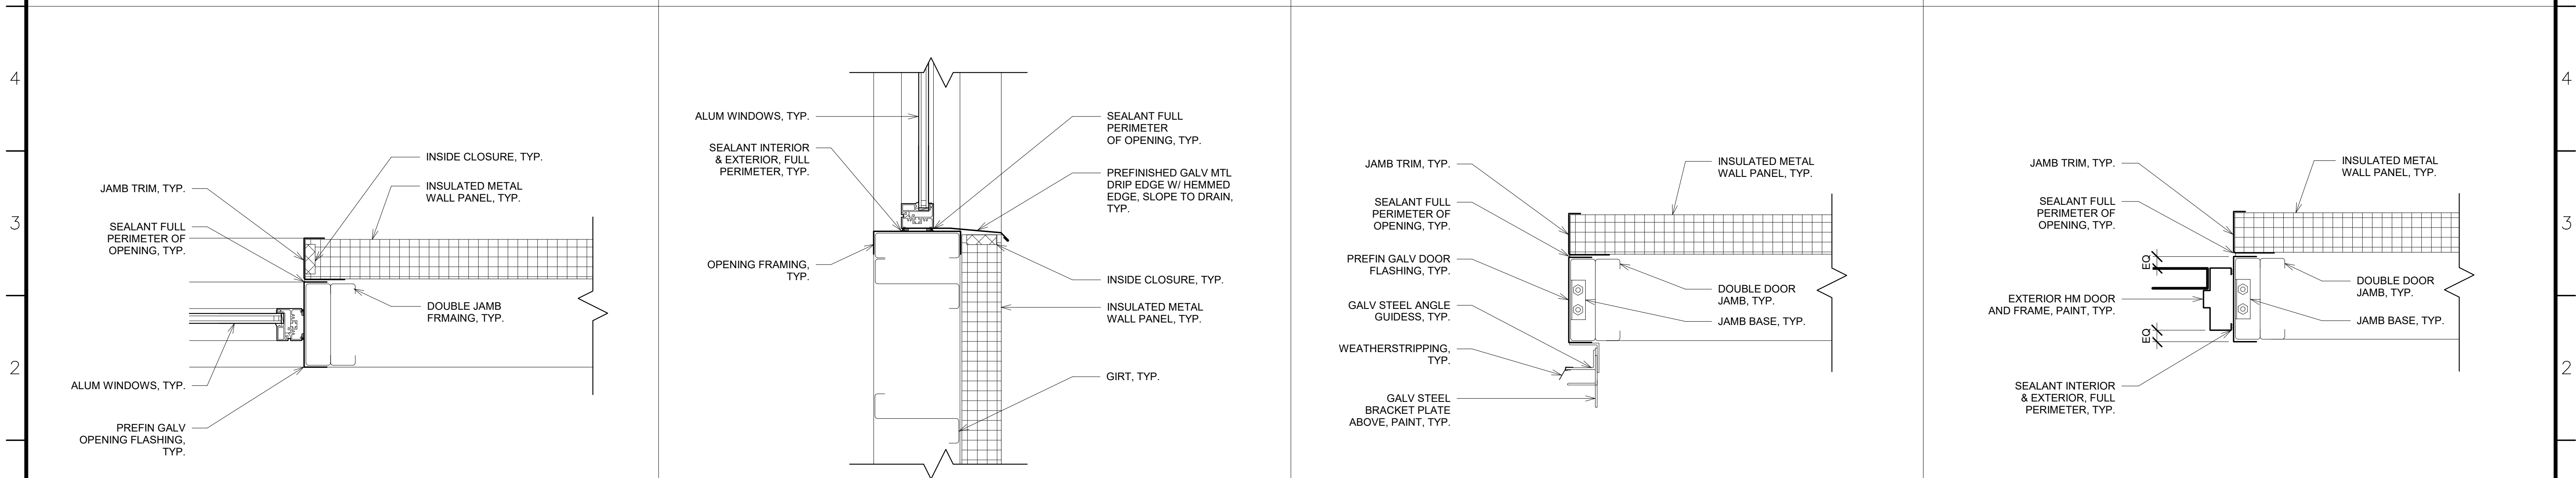 4
3
2
INSIDE CLOSURE, TYP.
INSULATED METAL
WALL PANEL, TYP.
JAMB TRIM, TYP.
SEALANT FULL
PERIMETER OF
OPENING, TYP.
DOUBLE JAMB
FRMAING, TYP.
ALUM WINDOWS, TYP.
PREFIN GALV
OPENING FLASHING,
TYP.
ALUM WINDOWS, TYP.
SEALANT INTERIOR
& EXTERIOR, FULL
PERIMETER, TYP.
OPENING FRAMING,
TYP.
SEALANT FULL
PERIMETER
OF OPENING, TYP.
PREFINISHED GALV MTL
DRIP EDGE W/ HEMMED
EDGE, SLOPE TO DRAIN,
TYP.
INSIDE CLOSURE, TYP.
INSULATED METAL
WALL PANEL, TYP.
GIRT, TYP.
JAMB TRIM, TYP.
SEALANT FULL
PERIMETER OF
OPENING, TYP.
PREFIN GALV DOOR
FLASHING, TYP.
GALV STEEL ANGLE
GUIDESS, TYP.
WEATHERSTRIPPING,
TYP.
GALV STEEL
BRACKET PLATE
ABOVE, PAINT, TYP.
INSULATED METAL
WALL PANEL, TYP.
DOUBLE DOOR
JAMB, TYP.
JAMB BASE, TYP.
JAMB TRIM, TYP.
SEALANT FULL
PERIMETER OF
OPENING, TYP.
EQ
EXTERIOR HM DOOR
AND FRAME, PAINT, TYP.
EQ
SEALANT INTERIOR
& EXTERIOR, FULL
PERIMETER, TYP.
INSULATED METAL
WALL PANEL, TYP.
DOUBLE DOOR
JAMB, TYP.
JAMB BASE, TYP.
4
3
2